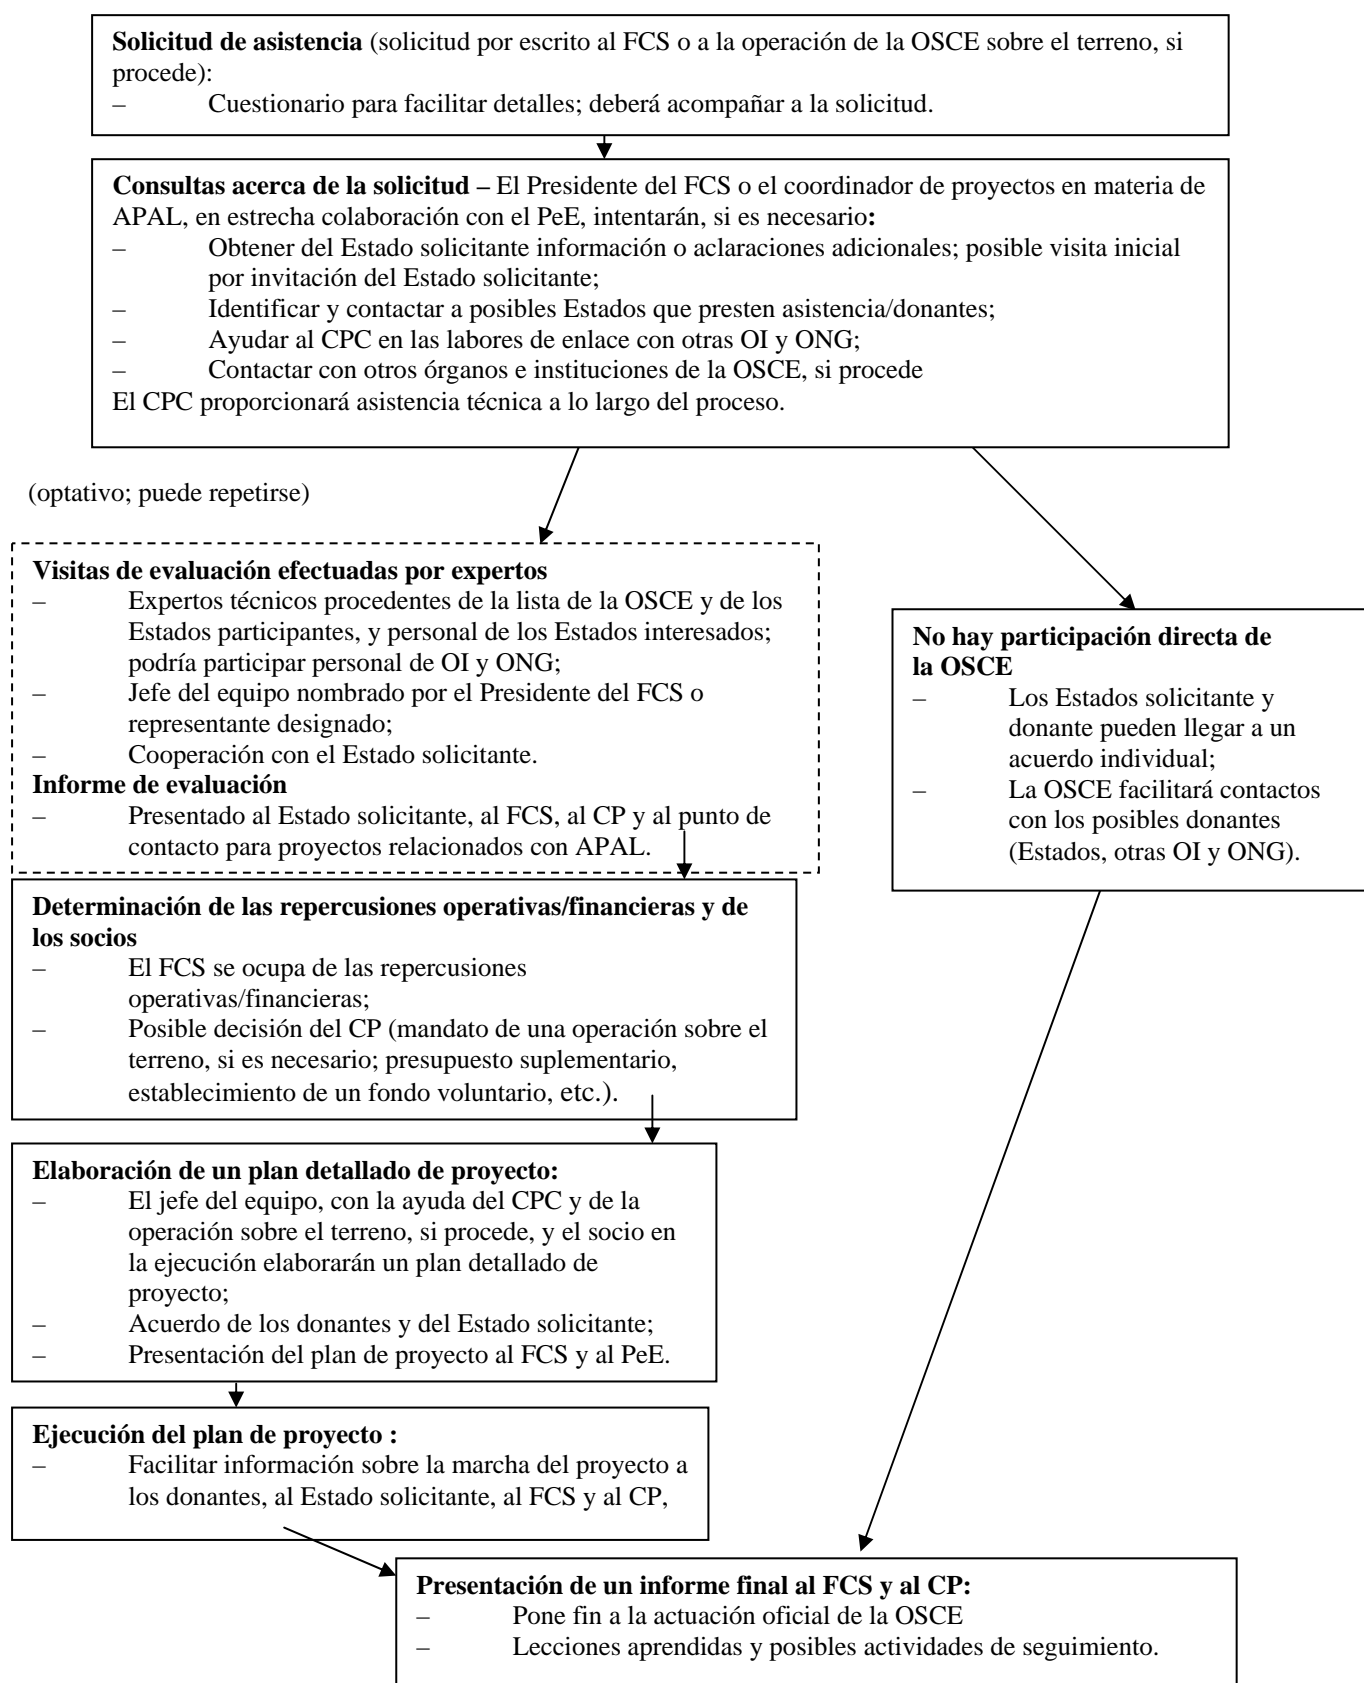 Solicitud de asistencia (solicitud por escrito al FCS o a la operación de la OSCE sobre el terreno, si
procede):
– Cuestionario para facilitar detalles; deberá acompañar a la solicitud.
Consultas acerca de la solicitud – El Presidente del FCS o el coordinador de proyectos en materia de
APAL, en estrecha colaboración con el PeE, intentarán, si es necesario:
– Obtener del Estado solicitante información o aclaraciones adicionales; posible visita inicial
por invitación del Estado solicitante;
– Identificar y contactar a posibles Estados que presten asistencia/donantes;
– Ayudar al CPC en las labores de enlace con otras OI y ONG;
– Contactar con otros órganos e instituciones de la OSCE, si procede
El CPC proporcionará asistencia técnica a lo largo del proceso.
(optativo; puede repetirse)
Visitas de evaluación efectuadas por expertos
– Expertos técnicos procedentes de la lista de la OSCE y de los
Estados participantes, y personal de los Estados interesados;
podría participar personal de OI y ONG;
– Jefe del equipo nombrado por el Presidente del FCS o
representante designado;
– Cooperación con el Estado solicitante.
Informe de evaluación
– Presentado al Estado solicitante, al FCS, al CP y al punto de
contacto para proyectos relacionados con APAL.
No hay participación directa de
la OSCE
– Los Estados solicitante y
donante pueden llegar a un
acuerdo individual;
– La OSCE facilitará contactos
con los posibles donantes
(Estados, otras OI y ONG).
Determinación de las repercusiones operativas/financieras y de
los socios
– El FCS se ocupa de las repercusiones
operativas/financieras;
– Posible decisión del CP (mandato de una operación sobre el
terreno, si es necesario; presupuesto suplementario,
establecimiento de un fondo voluntario, etc.).
Elaboración de un plan detallado de proyecto:
– El jefe del equipo, con la ayuda del CPC y de la
operación sobre el terreno, si procede, y el socio en
la ejecución elaborarán un plan detallado de
proyecto;
– Acuerdo de los donantes y del Estado solicitante;
– Presentación del plan de proyecto al FCS y al PeE.
Ejecución del plan de proyecto :
– Facilitar información sobre la marcha del proyecto a
los donantes, al Estado solicitante, al FCS y al CP,
Presentación de un informe final al FCS y al CP:
– Pone fin a la actuación oficial de la OSCE
– Lecciones aprendidas y posibles actividades de seguimiento.